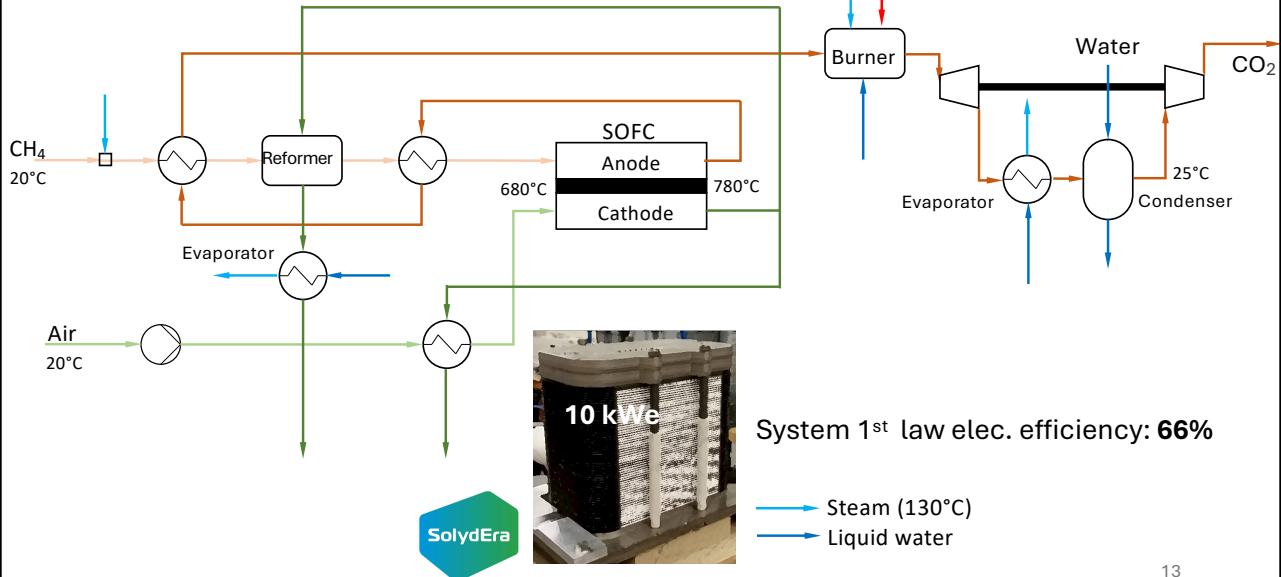 Burner
Water
CO₂
CH₄
20°C
Reformer
SOFC
Anode
680°C
780°C
Cathode
25°C
Evaporator
Condenser
Evaporator
Air
20°C
10 kWe
System 1st law elec. efficiency: 66%
SolydEra
Steam (130°C)
Liquid water
13